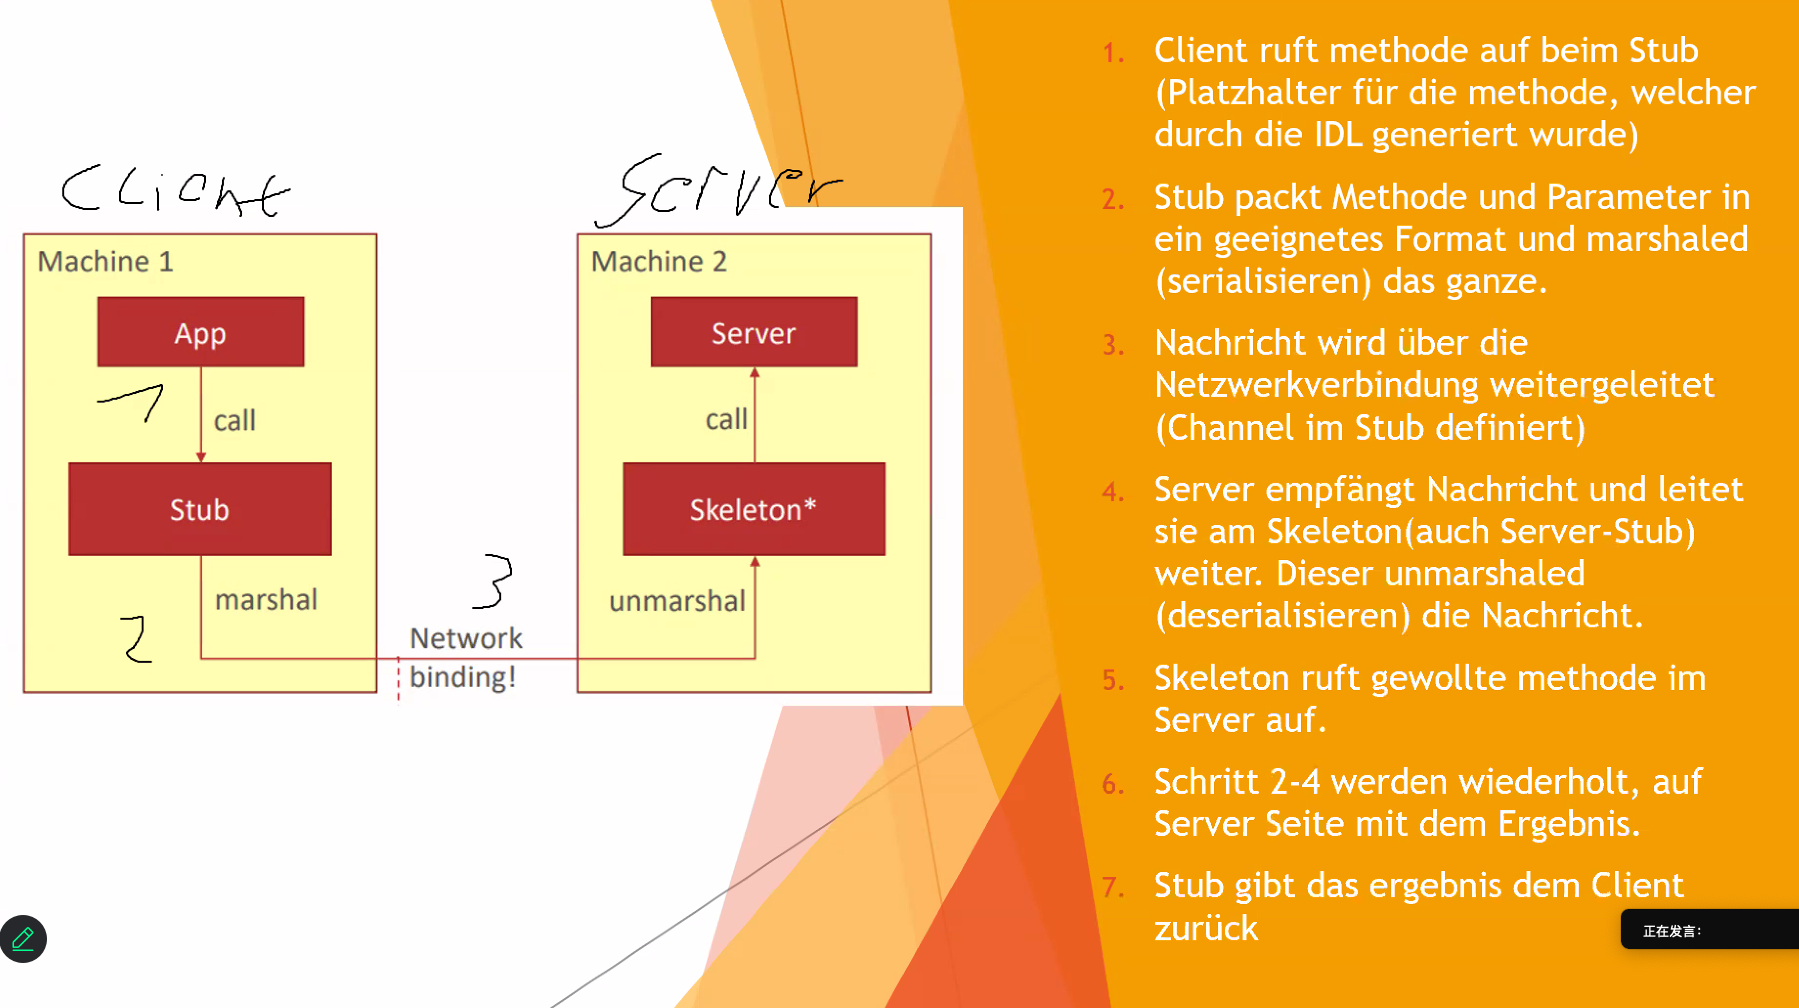 Client
Server
Machine 1
App
1
call
Stub
marshal
2
3
Network
binding!
Machine 2
Server
call
Skeleton*
unmarshal
1. Client ruft methode auf beim Stub
(Platzhalter für die methode, welcher
durch die IDL generiert wurde)
2. Stub packt Methode und Parameter in
ein geeignetes Format und marshaled
(serialisieren) das ganze.
3. Nachricht wird über die
Netzwerkverbindung weitergeleitet
(Channel im Stub definiert)
4. Server empfängt Nachricht und leitet
sie am Skeleton(auch Server-Stub)
weiter. Dieser unmarshaled
(deserialisieren) die Nachricht.
5. Skeleton ruft gewollte methode im
Server auf.
6. Schritt 2-4 werden wiederholt, auf
Server Seite mit dem Ergebnis.
7. Stub gibt das ergebnis dem Client
zurück
正在发言: